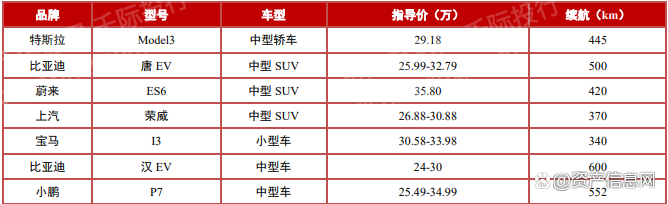 品牌 型号 车型 指导价（万） 续航（km）
特斯拉 Model3 中型轿车 29.18 445
比亚迪 唐 EV 中型 SUV 25.99-32.79 500
蔚来 ES6 中型 SUV 35.80 420
上汽 荣威 中型 SUV 26.88-30.88 370
宝马 I3 小型车 30.58-33.98 340
比亚迪 汉 EV 中型车 24-30 600
小鹏 P7 中型车 25.49-34.99 552
@资产信息网